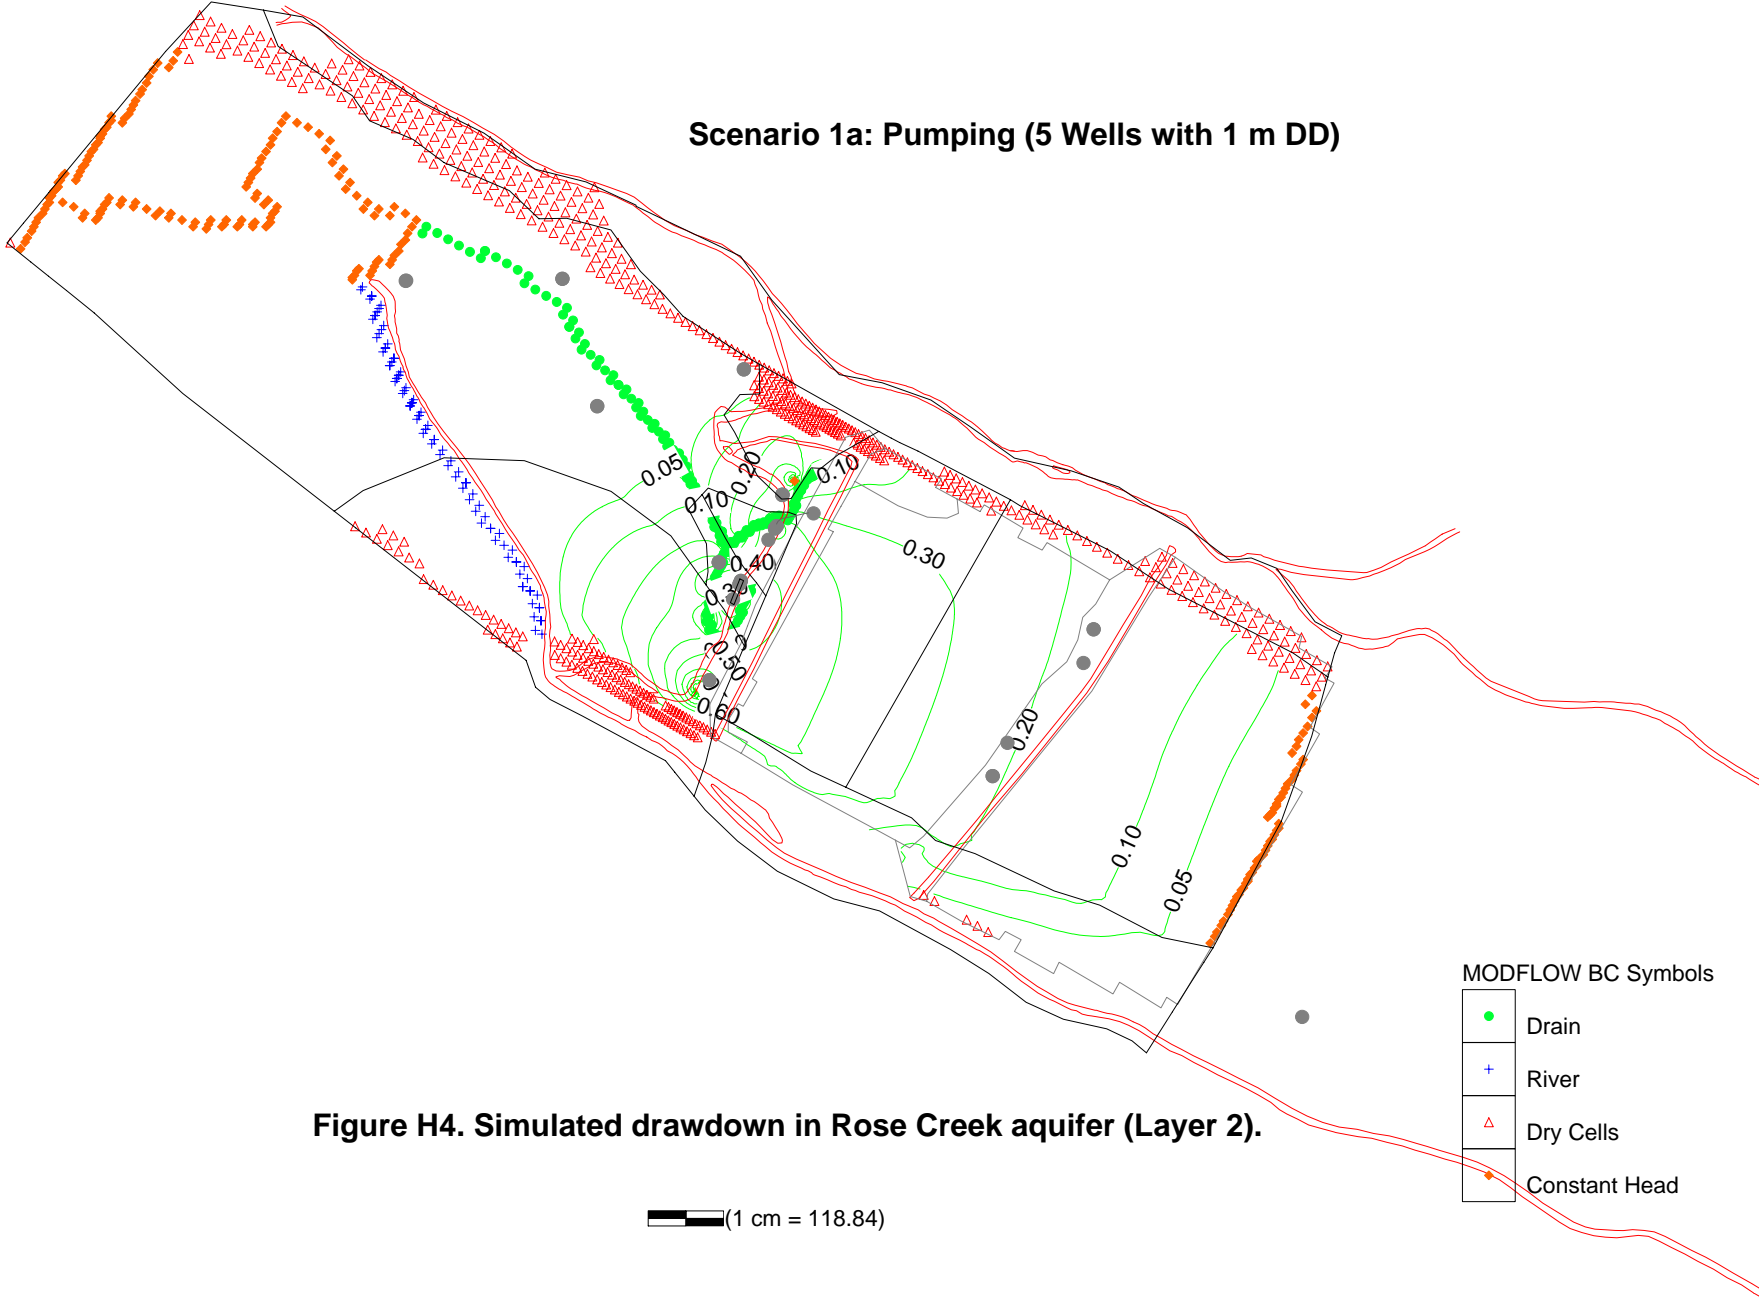 Scenario 1a: Pumping (5 Wells with 1 m DD)
0.05
0.20
0.10
0.10
0.30
0.40
0.50
0.60
0.20
0.10
0.05
MODFLOW BC Symbols
Drain
River
Dry Cells
Constant Head
Figure H4. Simulated drawdown in Rose Creek aquifer (Layer 2).
(1 cm = 118.84)